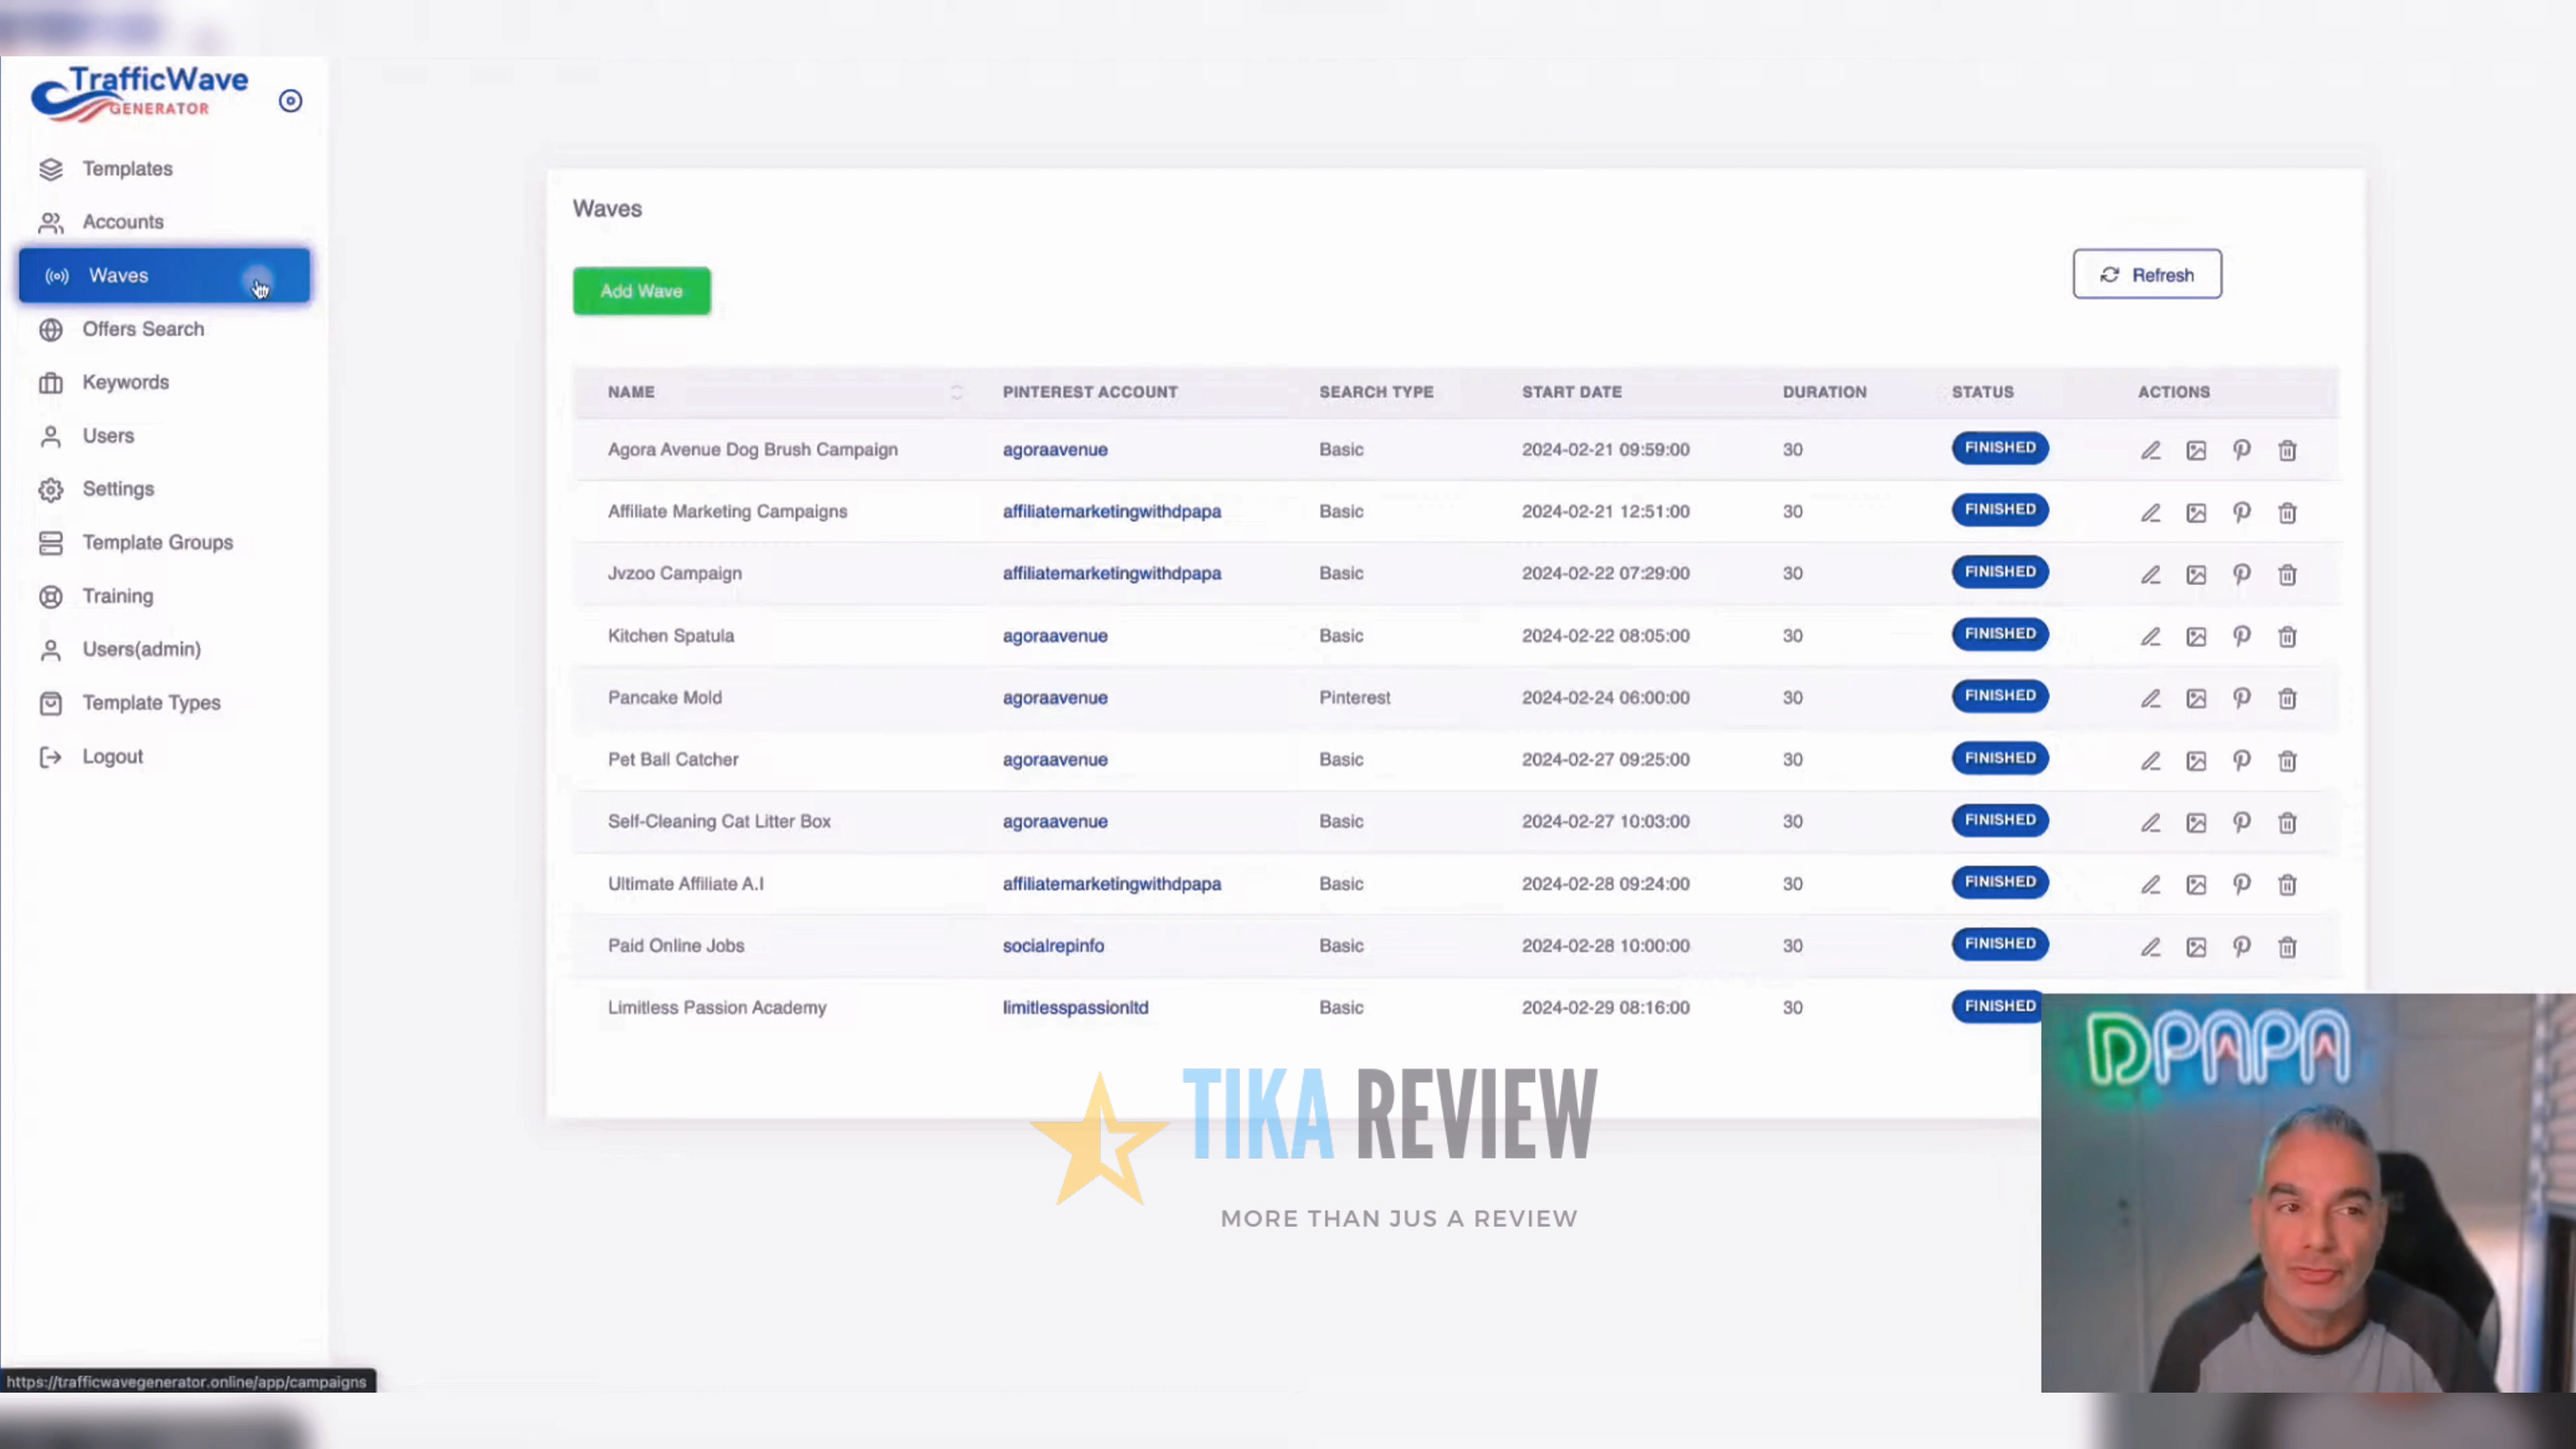 TrafficWave
GENERATOR
Templates
Accounts
Waves
Offers Search
Keywords
Users
Settings
Template Groups
Training
Users(admin)
Template Types
Logout
Waves
Add Wave
Refresh
NAME PINTEREST ACCOUNT SEARCH TYPE START DATE DURATION STATUS ACTIONS
Agora Avenue Dog Brush Campaign agoraavenue Basic 2024-02-21 09:59:00 30 FINISHED
Affiliate Marketing Campaigns affiliatemarketingwithdpapa Basic 2024-02-21 12:51:00 30 FINISHED
Jvzoo Campaign affiliatemarketingwithdpapa Basic 2024-02-22 07:29:00 30 FINISHED
Kitchen Spatula agoraavenue Basic 2024-02-22 08:05:00 30 FINISHED
Pancake Mold agoraavenue Pinterest 2024-02-24 06:00:00 30 FINISHED
Pet Ball Catcher agoraavenue Basic 2024-02-27 09:25:00 30 FINISHED
Self-Cleaning Cat Litter Box agoraavenue Basic 2024-02-27 10:03:00 30 FINISHED
Ultimate Affiliate A.I affiliatemarketingwithdpapa Basic 2024-02-28 09:24:00 30 FINISHED
Paid Online Jobs socialrepinfo Basic 2024-02-28 10:00:00 30 FINISHED
Limitless Passion Academy limitlesspassionltd Basic 2024-02-29 08:16:00 30 FINISHED
DPAPA
TIKA REVIEW
MORE THAN JUS A REVIEW
https://trafficwavegenerator.online/app/campaigns